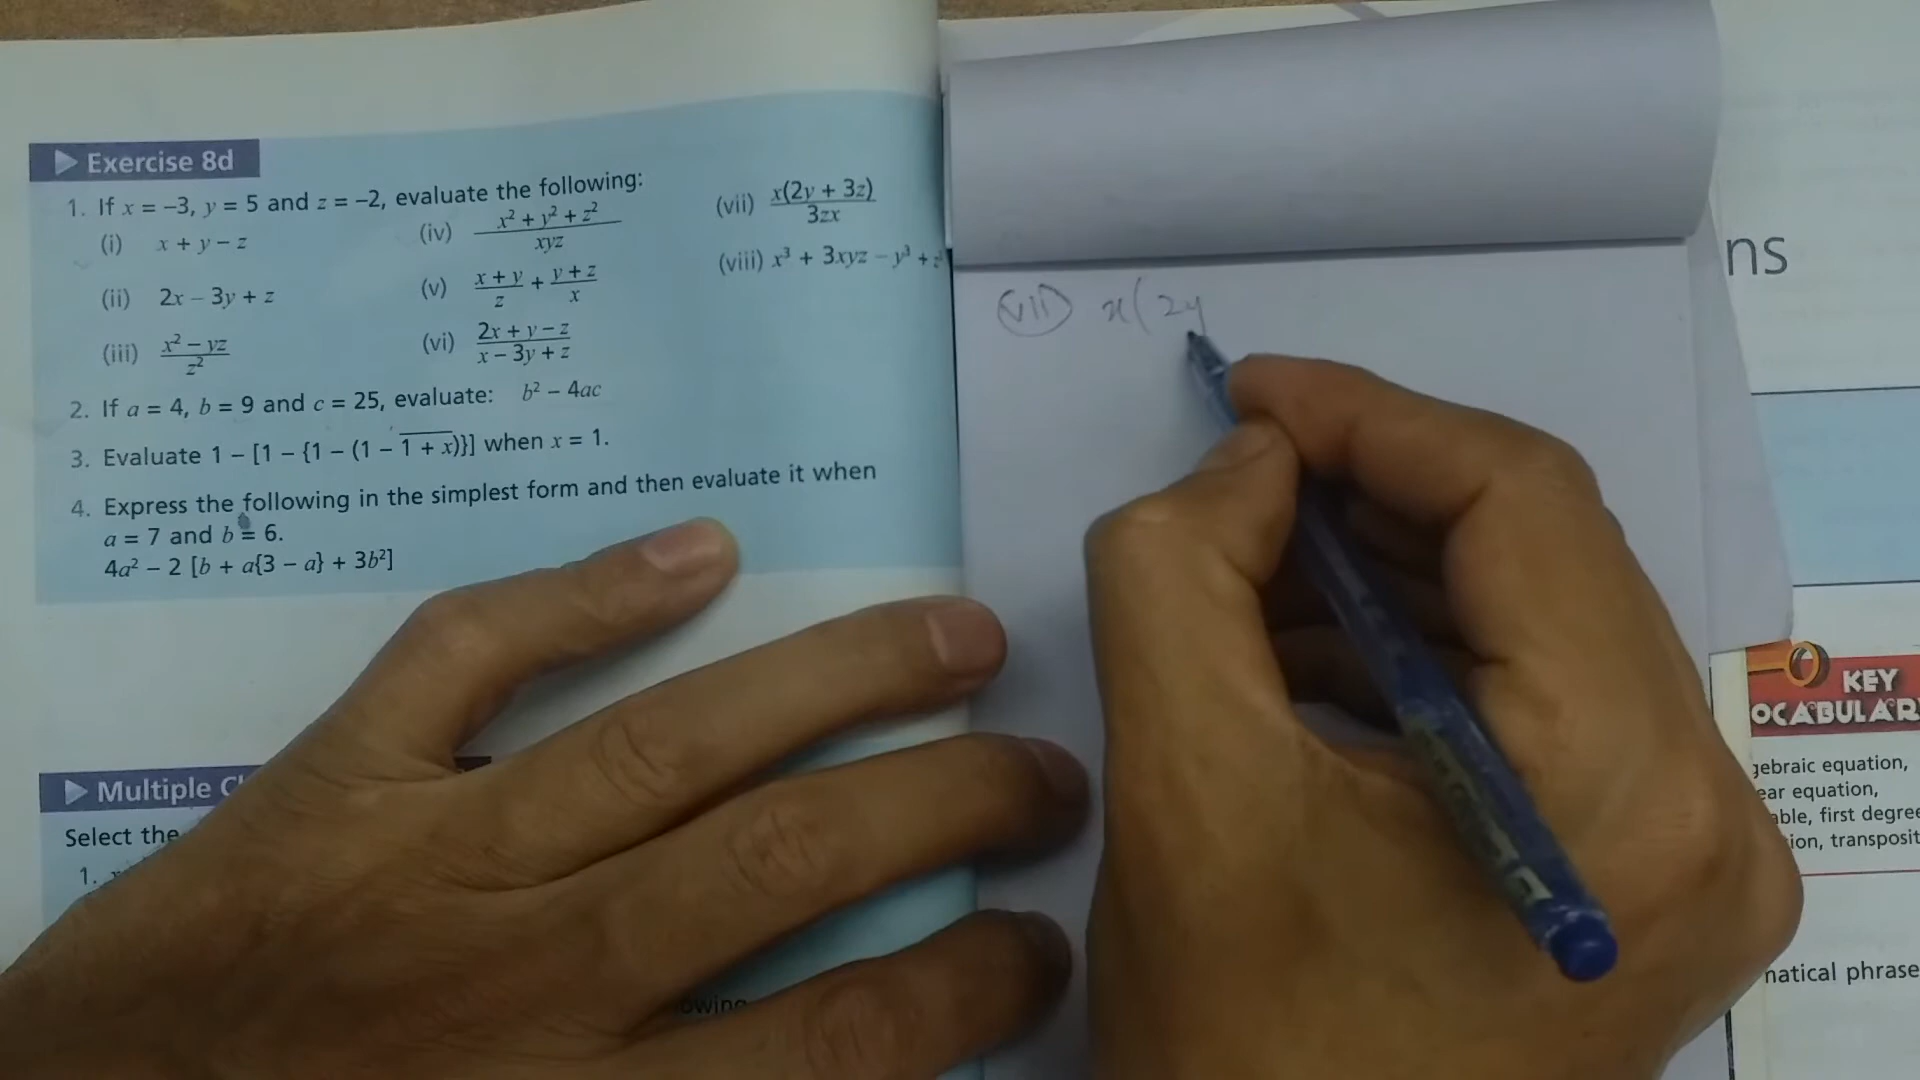 Exercise 8d
1. If x = –3, y = 5 and z = –2, evaluate the following:
(i) x + y – z
(ii) 2x – 3y + z
(iii) x² – yz / z²
(iv) x² + y² + z² / xyz
(v) x + y / z + y + z / x
(vi) 2x + y – z / x – 3y + z
(vii) x(2y + 3z) / 3zx
(viii) x³ + 3xyz – y³ +
2. If a = 4, b = 9 and c = 25, evaluate: b² – 4ac
3. Evaluate 1 – [1 – {1 – (1 – 1 + x)}] when x = 1.
4. Express the following in the simplest form and then evaluate it when
a = 7 and b = 6.
4a² – 2 [b + a{3 – a} + 3b²]
Multiple
Select the
1.
owing
(vii) x(2y
ns
KEY
OCABULAR
gebraic equation,
ear equation,
able, first degree
ion, transposit
natical phrase